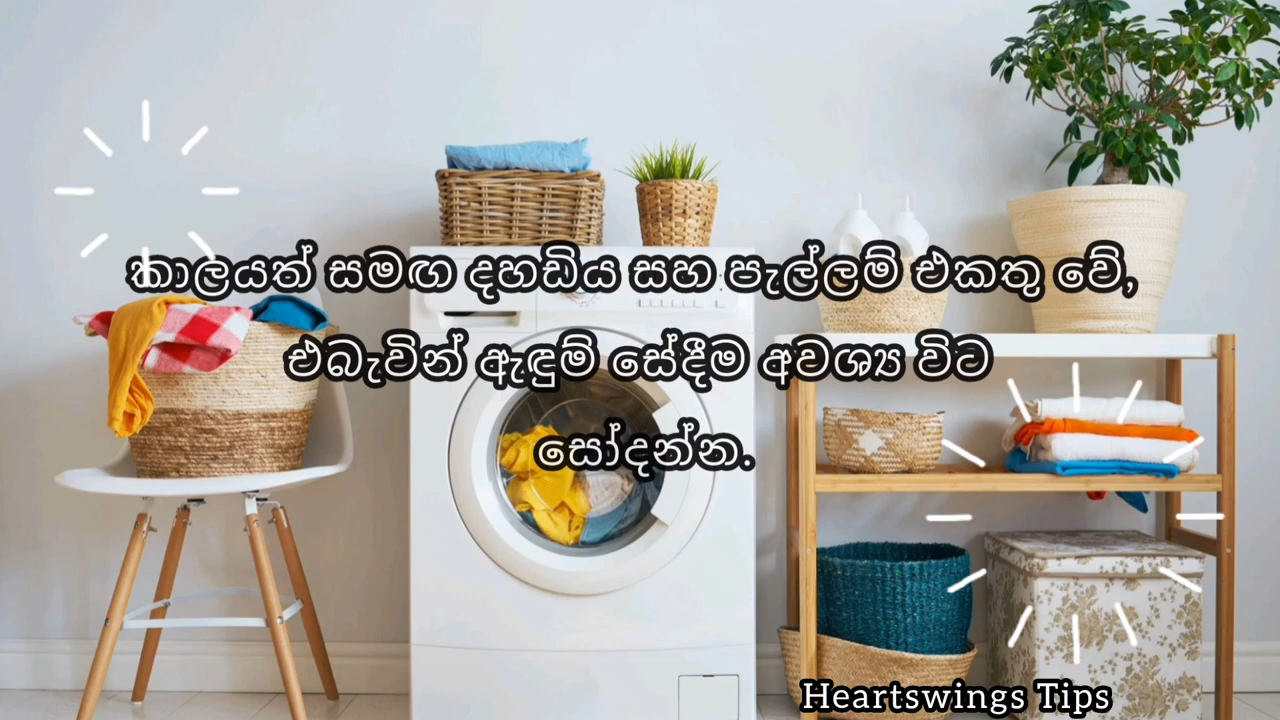 කාලයත් සමඟ දහඩිය සහ පැල්ලම් එකතු වේ,
එබැවින් ඇඳුම් සේදීම අවශ්‍ය විට
සෝදන්න.
Heartswings Tips